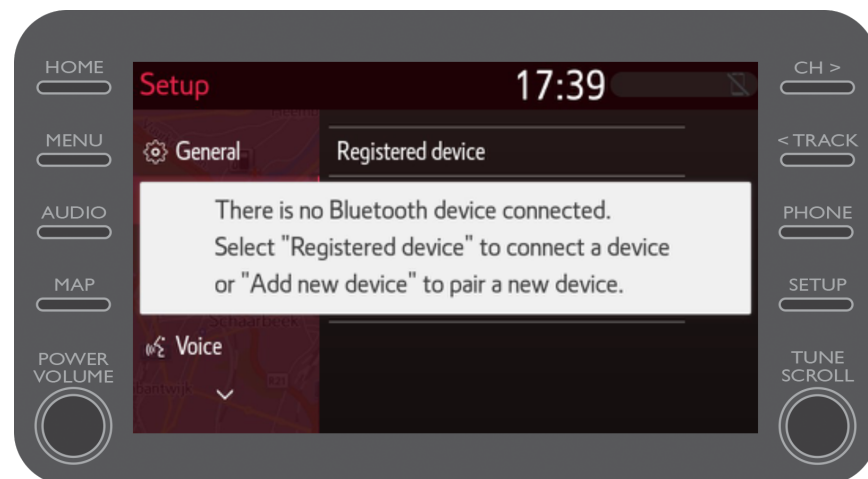 HOME
MENU
AUDIO
MAP
POWER
VOLUME
Setup
17:39
General
Registered device
There is no Bluetooth device connected.
Select "Registered device" to connect a device
or "Add new device" to pair a new device.
Schaarbeek
Voice
CH >
< TRACK
PHONE
SETUP
TUNE
SCROLL